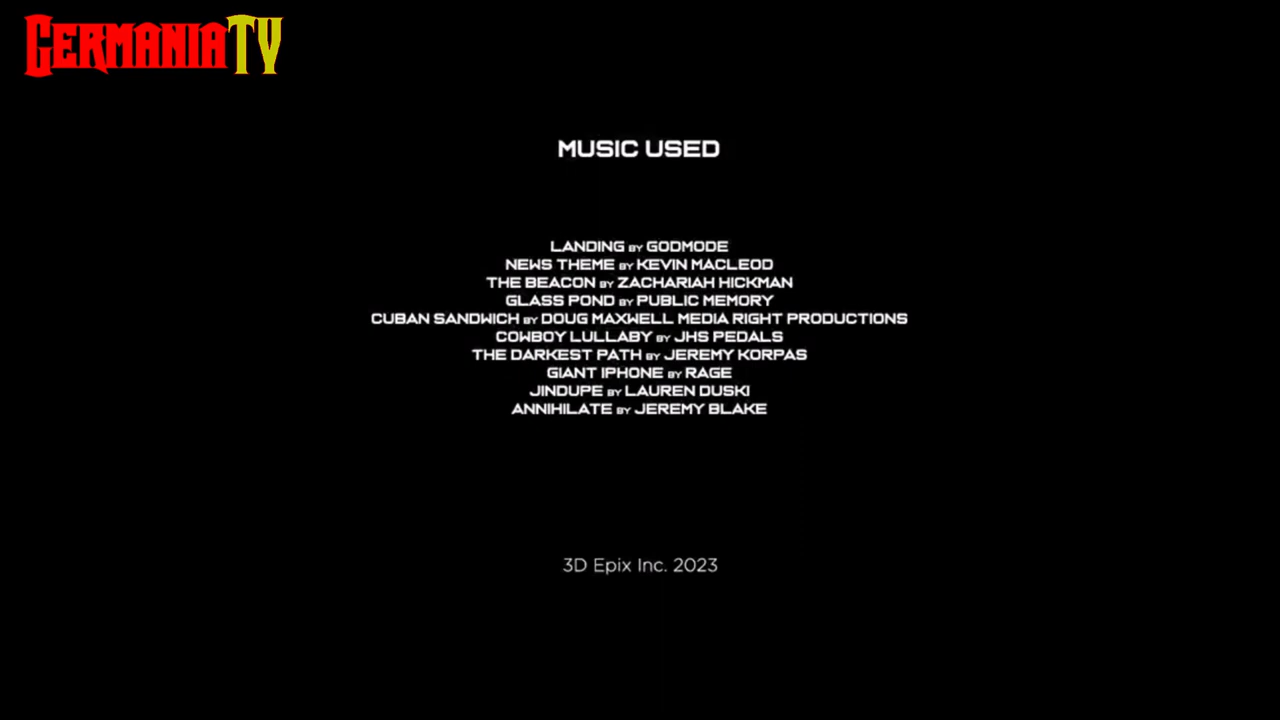 GERMANIATV
MUSIC USED
LANDING BY GODMODE
NEWS THEME BY KEVIN MACLEOD
THE BEACON BY ZACHARIAH HICKMAN
GLASS POND BY PUBLIC MEMORY
CUBAN SANDWICH BY DOUG MAXWELL MEDIA RIGHT PRODUCTIONS
COWBOY LULLABY BY JHS PEDALS
THE DARKEST PATH BY JEREMY KORPAS
GIANT IPHONE BY RAGE
JINDUPE BY LAUREN DUSKI
ANNIHILATE BY JEREMY BLAKE
3D Epix Inc. 2023